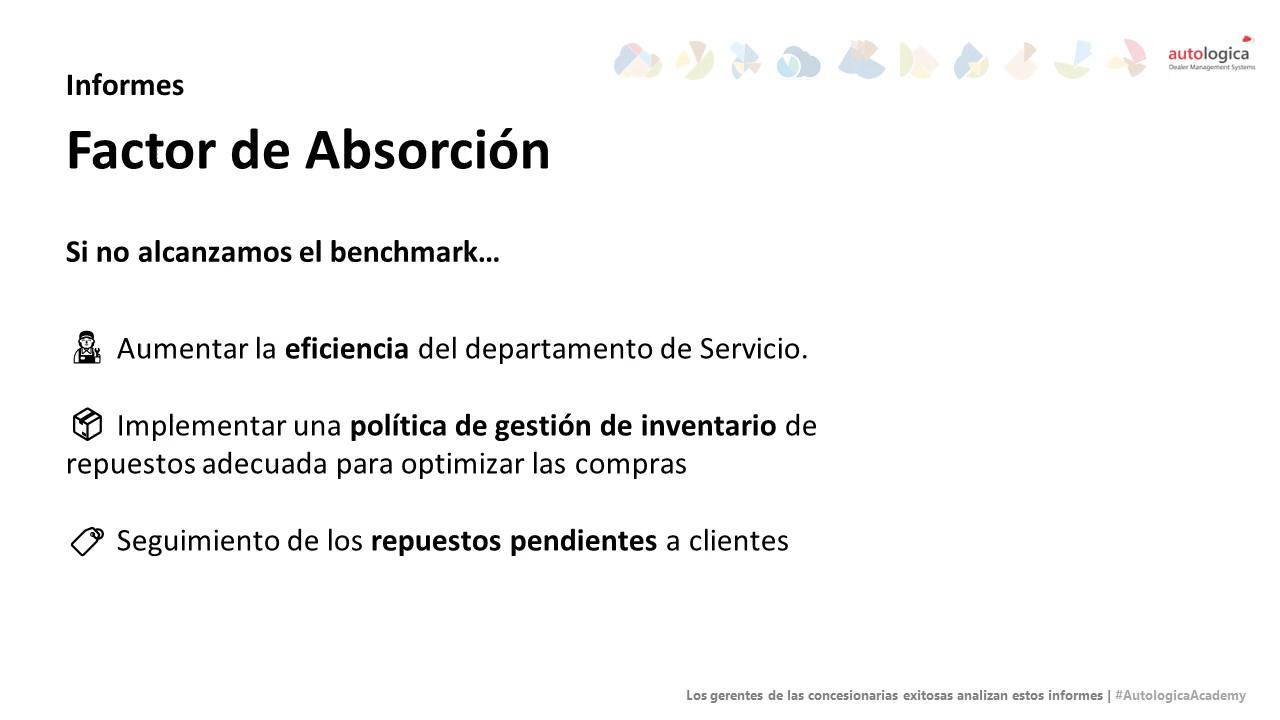 autologica
Dealer Management Systems
Informes
Factor de Absorción
Si no alcanzamos el benchmark…
Aumentar la eficiencia del departamento de Servicio.
Implementar una política de gestión de inventario de
repuestos adecuada para optimizar las compras
Seguimiento de los repuestos pendientes a clientes
Los gerentes de las concesionarias exitosas analizan estos informes | #AutologicaAcademy